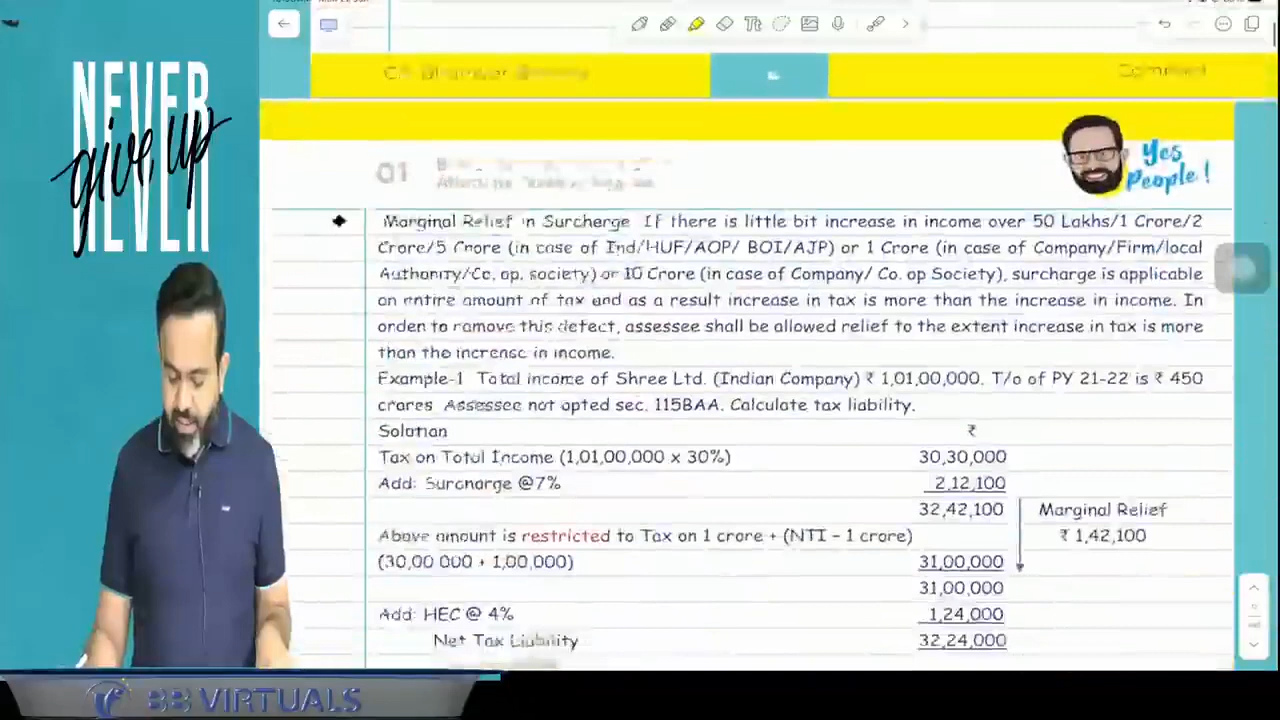 NEVER
give up
NEVER
01
Yes
People!
Marginal Relief in Surcharge If there is little bit increase in income over 50 Lakhs/1 Crore/2
Crore/5 Crore (in case of Ind/HUF/AOP/ BOI/AJP) or 1 Crore (in case of Company/Firm/local
Authority/Co. op. society) or 10 Crore (in case of Company/ Co. op Society), surcharge is applicable
on entire amount of tax and as a result increase in tax is more than the increase in income. In
order to remove this defect, assessee shall be allowed relief to the extent increase in tax is more
than the increase in income.
Example-1 Total income of Shree Ltd. (Indian Company) ₹ 1,01,00,000. T/o of PY 21-22 is ₹ 450
crores Assessee not opted sec. 115BAA. Calculate tax liability.
Solution ₹
Tax on Total Income (1,01,00,000 x 30%) 30,30,000
Add: Surcharge @7% 2,12,100
32,42,100 Marginal Relief
Above amount is restricted to Tax on 1 crore + (NTI – 1 crore) ₹ 1,42,100
(30,00 000 + 1,00,000) 31,00,000
31,00,000
Add: HEC @ 4% 1,24,000
Net Tax Liability 32,24,000
BB VIRTUALS